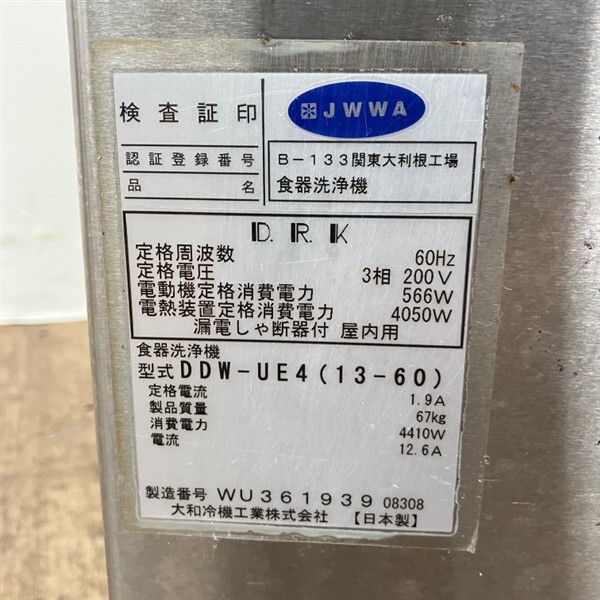 検査証印
JWWA
認証登録番号
B-133関東大利根工場
品名
食器洗浄機
D. R. K
定格周波数 60Hz
定格電圧 3相 200V
電動機定格消費電力 566W
電熱装置定格消費電力 4050W
漏電しゃ断器付 屋内用
食器洗浄機
型式 DDW-UE4(13-60)
定格電流 1.9A
製品質量 67kg
消費電力 4410W
電流 12.6A
製造番号 WU361939 08308
大和冷機工業株式会社 【日本製】